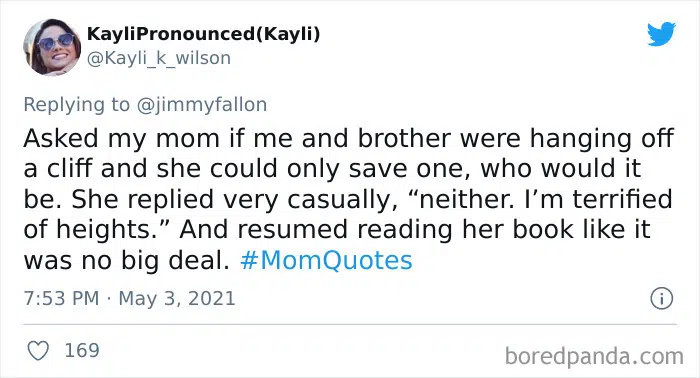 KayliPronounced(Kayli)
@Kayli_k_wilson
Replying to @jimmyfallon
Asked my mom if me and brother were hanging off
a cliff and she could only save one, who would it
be. She replied very casually, “neither. I’m terrified
of heights.” And resumed reading her book like it
was no big deal. #MomQuotes
7:53 PM · May 3, 2021
169
boredpanda.com